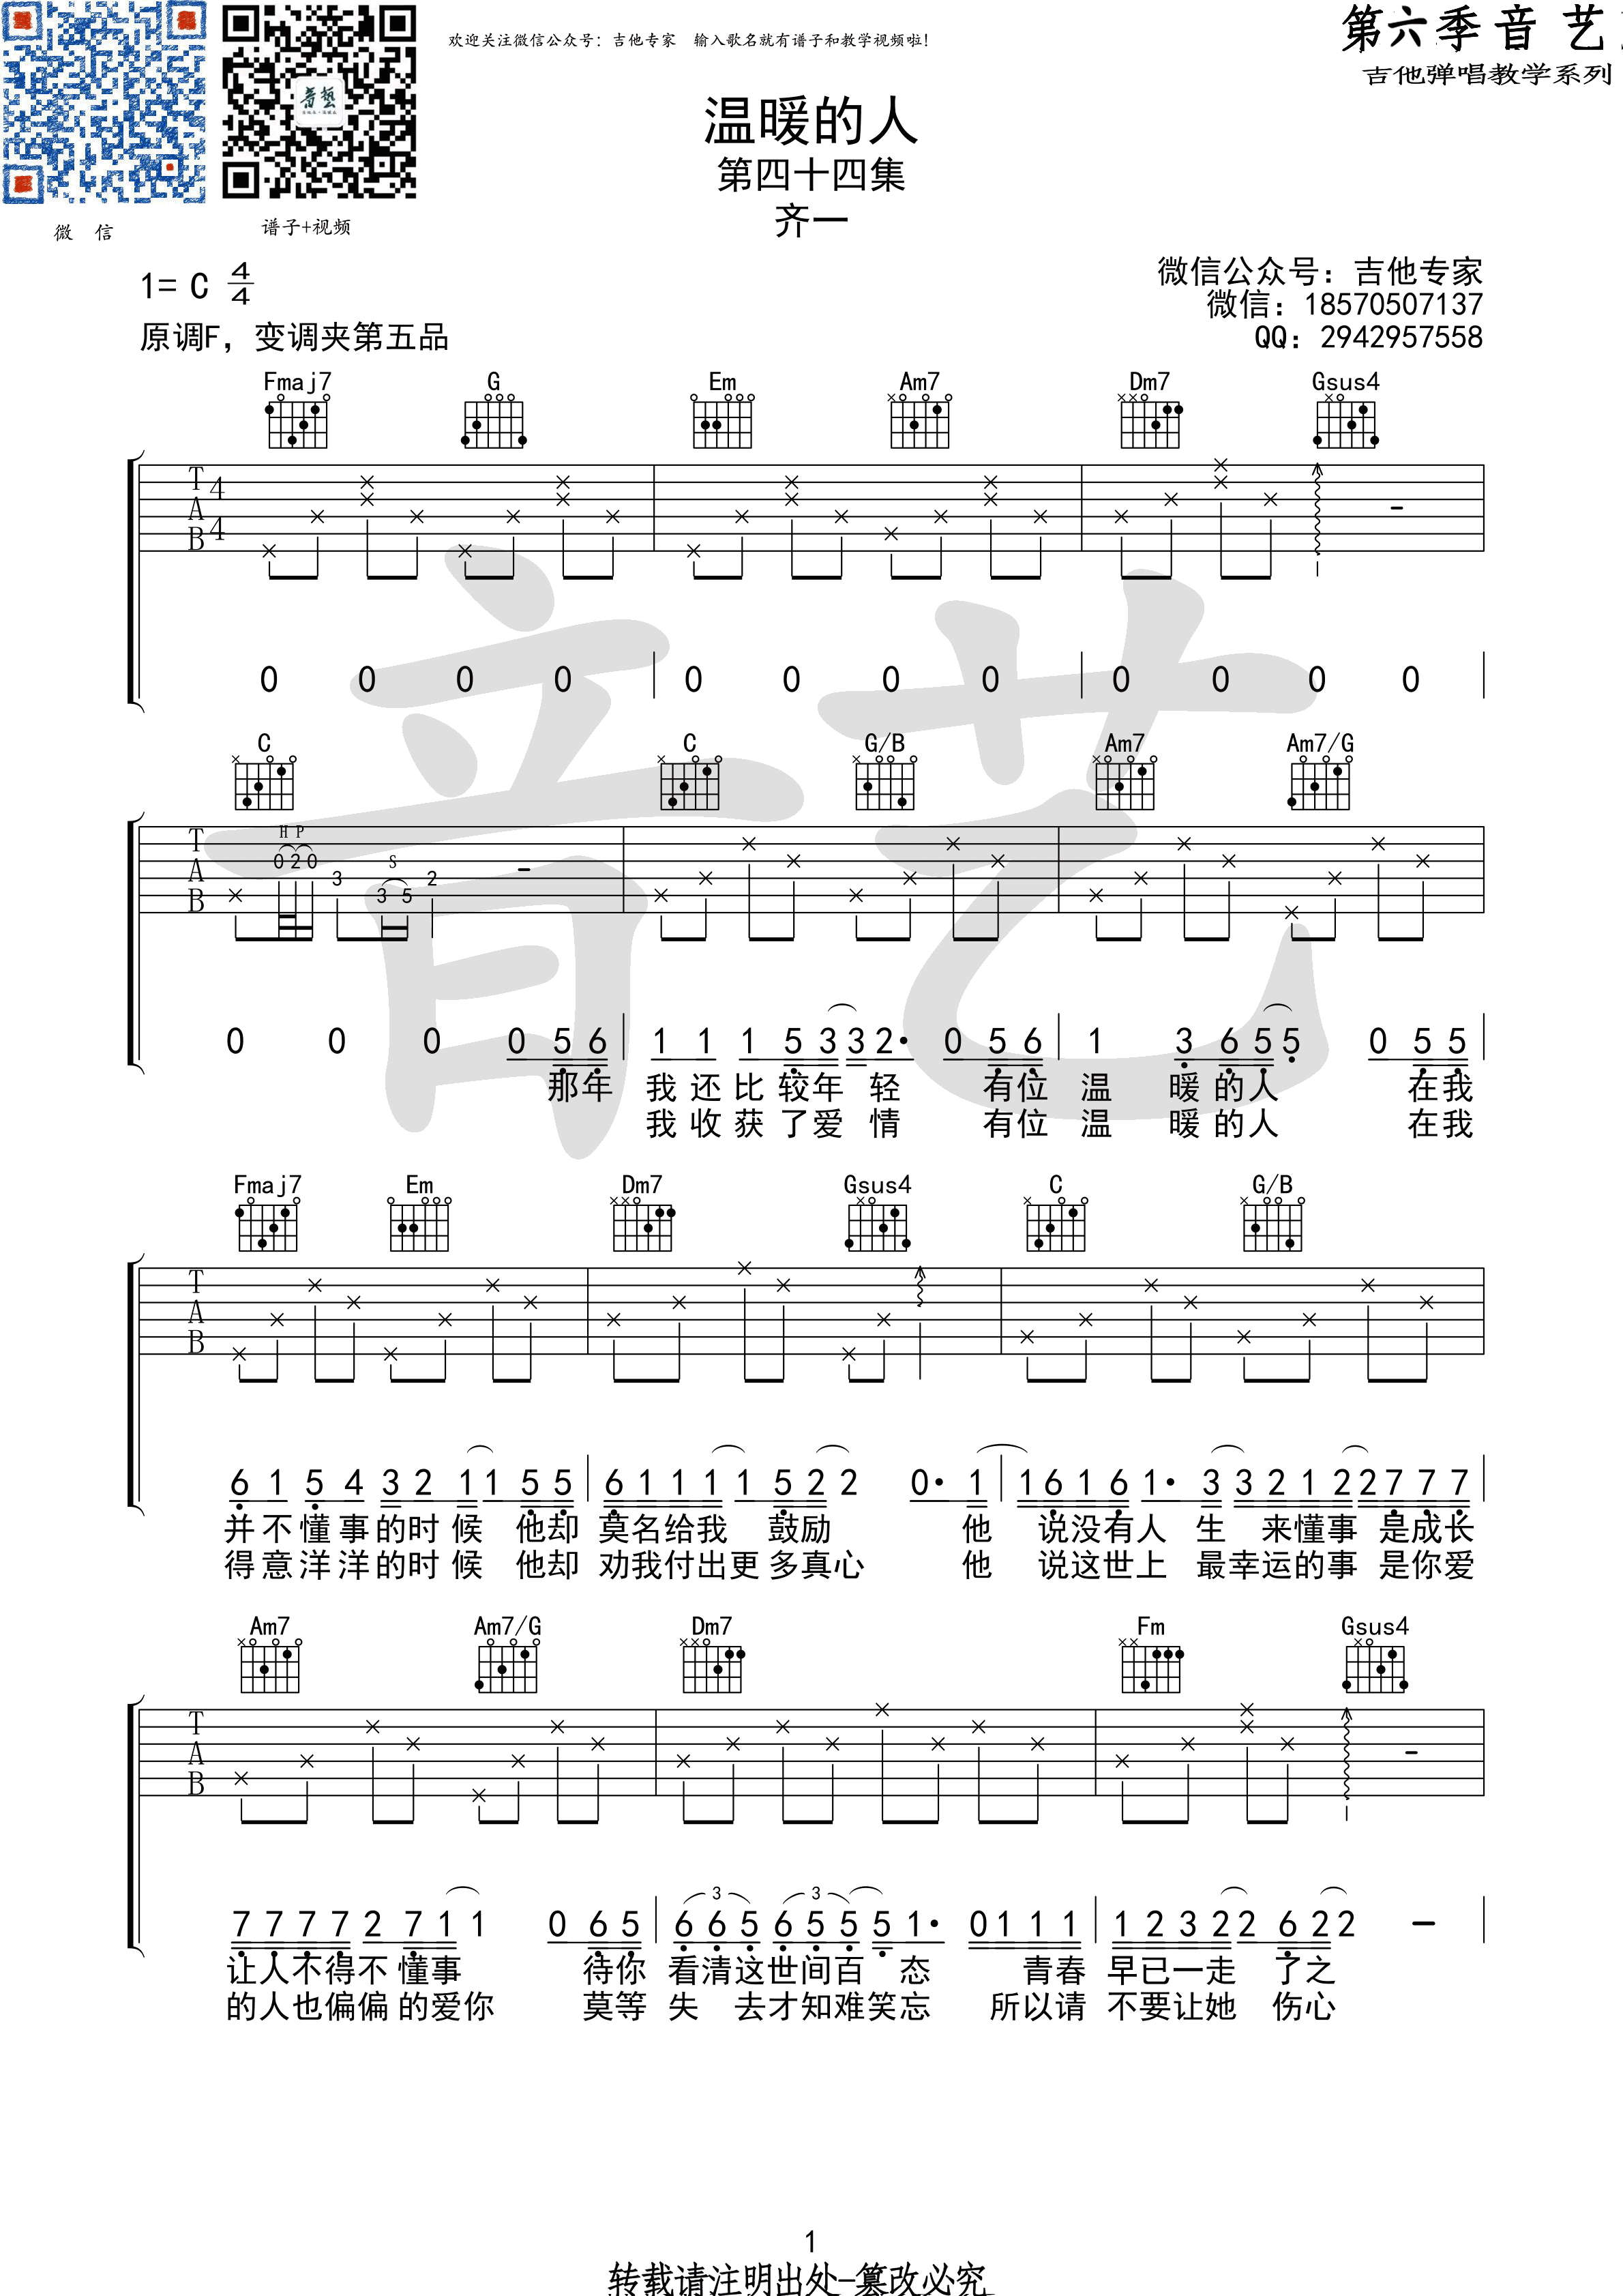 欢迎关注微信公众号：吉他专家 输入歌名就有谱子和教学视频啦！
第六季音艺
吉他弹唱教学系列
音艺
微 信
谱子+视频
温暖的人
第四十四集
齐一
1= C 4/4
原调F，变调夹第五品
微信公众号：吉他专家
微信：18570507137
QQ：2942957558
Fmaj7 G Em Am7 Dm7 Gsus4
T A B 4/4
0 0 0 0 | 0 0 0 0 | 0 0 0 0
C C G/B Am7 Am7/G
H P S
T A B 0 2 0 3 3 5 2 -
0 0 0 0 5 6 | 1 1 1 5 3 3 2· 0 5 6 | 1 3 6 5 5 0 5 5
那年 我还比较年轻 有位温暖的人 在我
我收获了爱情 有位温暖的人 在我
Fmaj7 Em Dm7 Gsus4 C G/B
T A B
6 1 5 4 3 2 1 1 5 5 | 6 1 1 1 1 5 2 2 0· 1 | 1 6 1 6 1· 3 3 2 1 2 2 7 7 7
并不懂事的时候 他却莫名给我鼓励 他 说没有人生 来懂事 是成长
得意洋洋的时候 他却劝我付出更多真心 他 说这世上 最幸运的事 是你爱
Am7 Am7/G Dm7 Fm Gsus4
T A B -
3 3
7 7 7 7 2 7 1 1 0 6 5 | 6 6 5 6 5 5 5 1· 0 1 1 1 | 1 2 3 2 2 6 2 2 -
让人不得不懂事 待你看清这世间百态 青春早已一走 了之
的人也偏偏的爱你 莫等失 去才知难笑忘 所以请不要让她 伤心
1
转载请注明出处-篡改必究